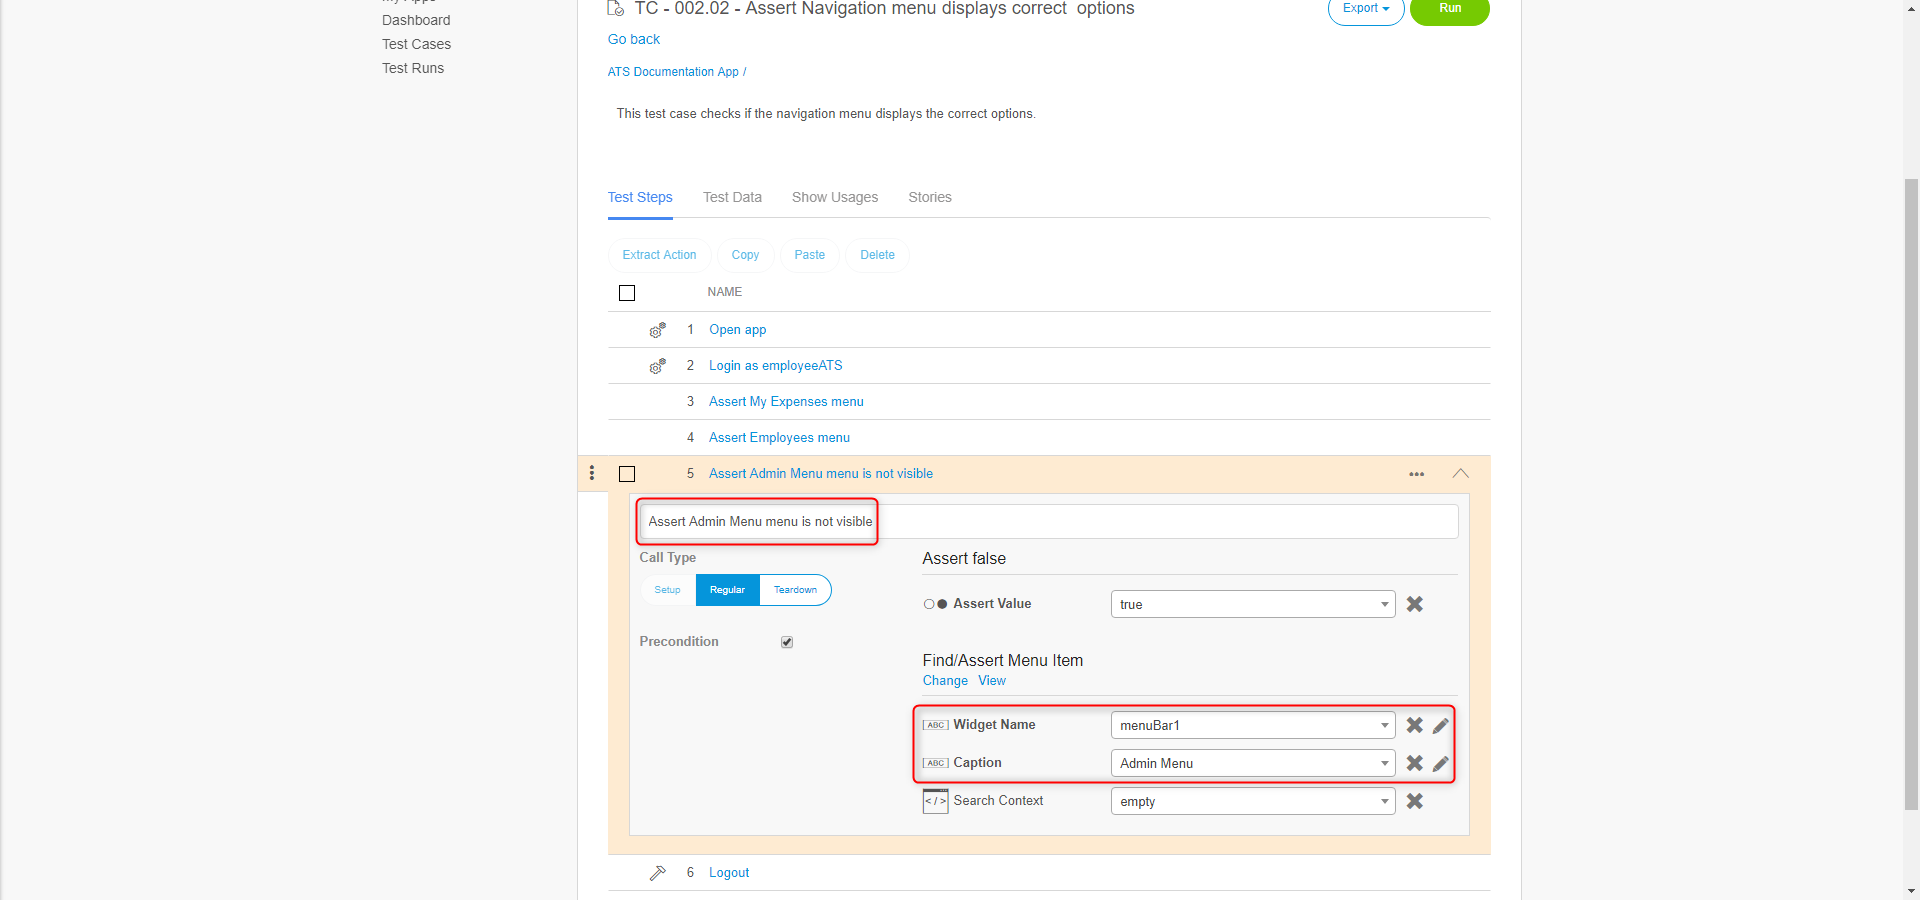 My Apps
Dashboard
Test Cases
Test Runs
TC - 002.02 - Assert Navigation menu displays correct  options
Export
Run
Go back
ATS Documentation App /
This test case checks if the navigation menu displays the correct options.
Test Steps
Test Data
Show Usages
Stories
Extract Action
Copy
Paste
Delete
NAME
1 Open app
2 Login as employeeATS
3 Assert My Expenses menu
4 Assert Employees menu
5 Assert Admin Menu menu is not visible
Assert Admin Menu menu is not visible
Call Type
Setup
Regular
Teardown
Precondition
Assert false
Assert Value
true
Find/Assert Menu Item
Change View
ABC Widget Name
menuBar1
ABC Caption
Admin Menu
</> Search Context
empty
6 Logout